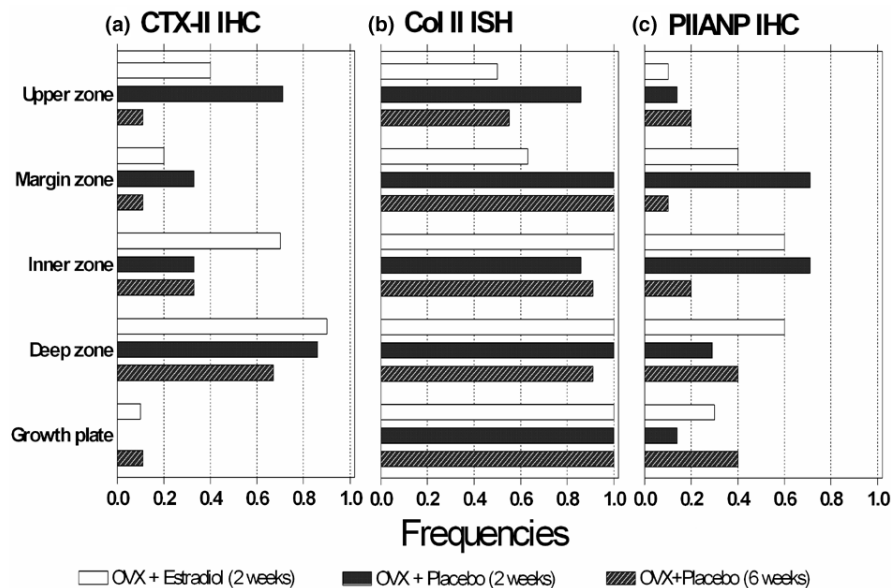 (a) CTX-II IHC (b) Col II ISH (c) PIIANP IHC
Upper zone
Margin zone
Inner zone
Deep zone
Growth plate
0.0 0.2 0.4 0.6 0.8 1.0 0.0 0.2 0.4 0.6 0.8 1.0 0.0 0.2 0.4 0.6 0.8 1.0
Frequencies
OVX + Estradiol (2 weeks) OVX + Placebo (2 weeks) OVX+Placebo (6 weeks)